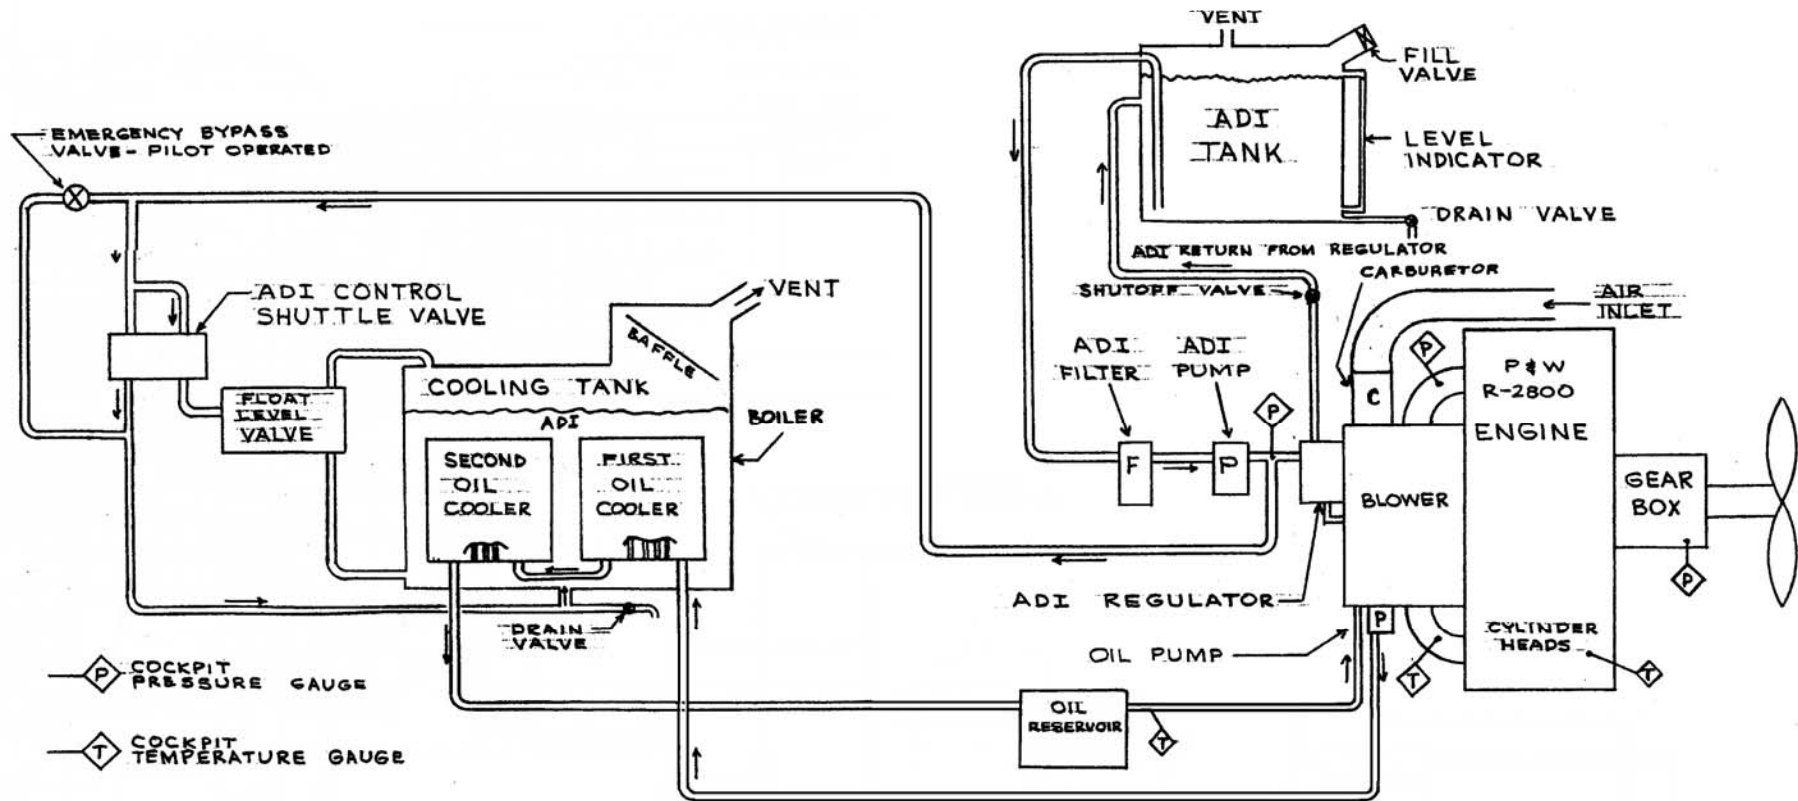 VENT
FILL
VALVE
ADI
TANK
LEVEL
INDICATOR
DRAIN VALVE
EMERGENCY BYPASS
VALVE- PILOT OPERATED
ADI RETURN FROM REGULATOR
CARBURETOR
SHUTOFF VALVE
AIR
INLET
ADI CONTROL
SHUTTLE VALVE
VENT
BAFFLE
COOLING TANK
ADI
BOILER
FLOAT
LEVEL
VALVE
SECOND
OIL
COOLER
FIRST
OIL
COOLER
DRAIN
VALVE
ADI
FILTER
ADI
PUMP
F
P
P
P
C
P & W
R-2800
ENGINE
BLOWER
GEAR
BOX
P
ADI REGULATOR
OIL PUMP
P
T
CYLINDER
HEADS
T
OIL
RESERVOIR
T
P
COCKPIT
PRESSURE GAUGE
T
COCKPIT
TEMPERATURE GAUGE